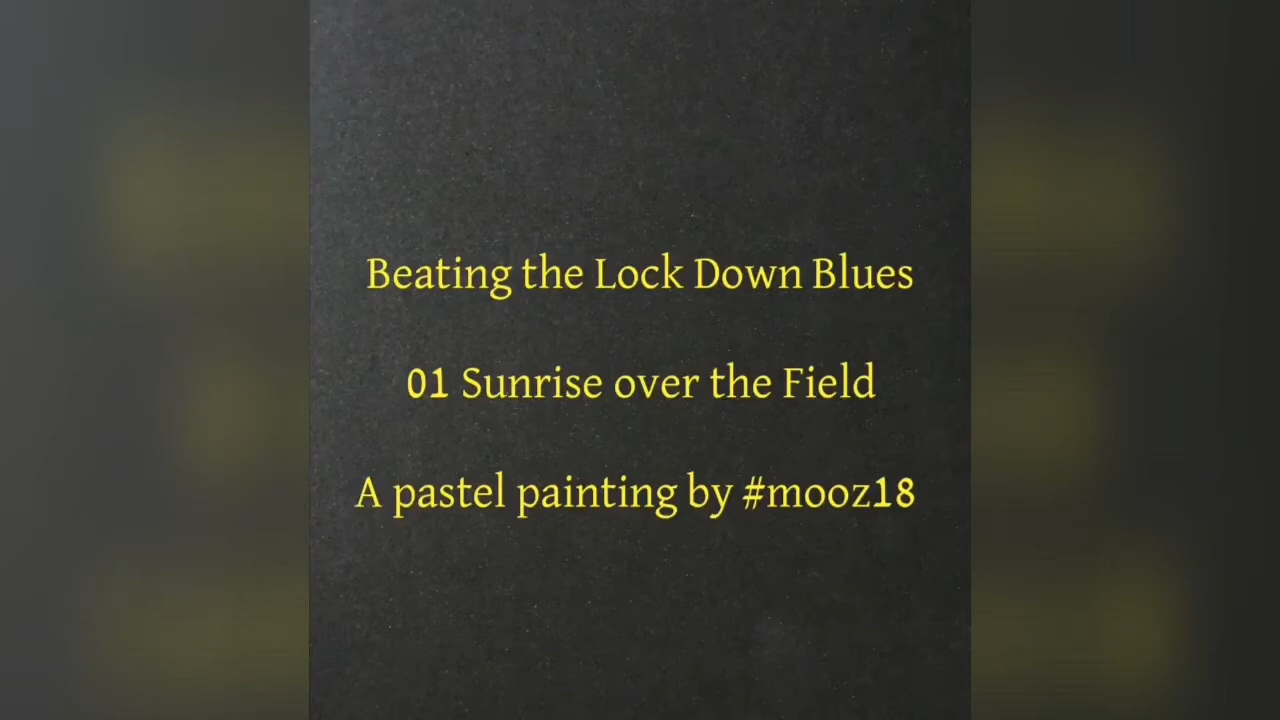 Beating the Lock Down Blues
01 Sunrise over the Field
A pastel painting by #mooz18